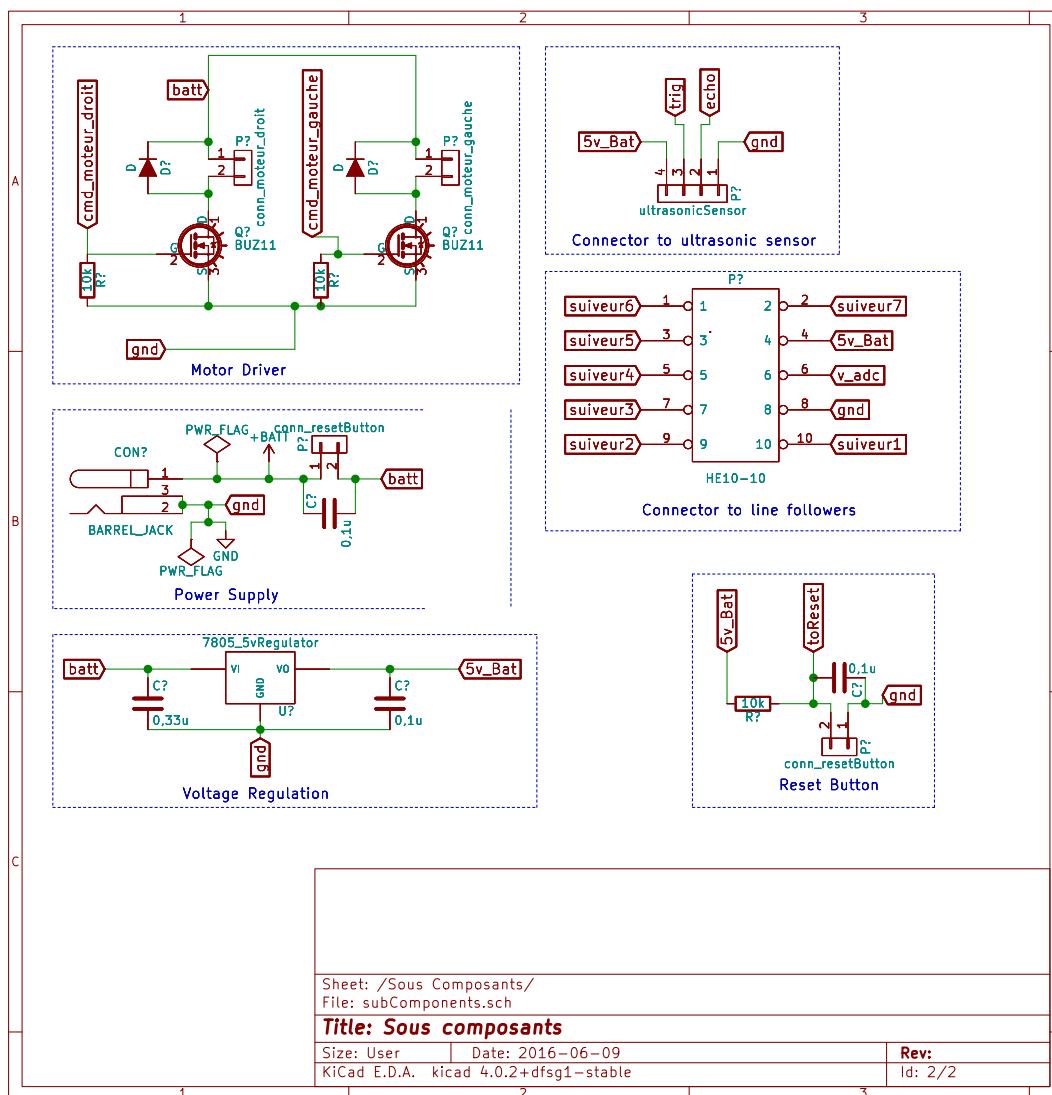 1
2
3
A
B
C
1
2
3
cmd_moteur_droit
batt
D
D?
P?
1
2
conn_moteur_droit
Q?
BUZ11
D
1
G
2
S
3
10k
R?
cmd_moteur_gauche
D
D?
P?
1
2
conn_moteur_gauche
Q?
BUZ11
D
1
G
2
S
3
10k
R?
gnd
Motor Driver
trig
echo
5v_Bat
gnd
4
3
2
1
P?
ultrasonicSensor
Connector to ultrasonic sensor
P?
suiveur6 1 1 2 2 suiveur7
suiveur5 3 3 4 4 5v_Bat
suiveur4 5 5 6 6 v_adc
suiveur3 7 7 8 8 gnd
suiveur2 9 9 10 10 suiveur1
HE10-10
Connector to line followers
PWR_FLAG
+BATT
conn_resetButton
P?
1
2
CON?
1
3
2
BARREL_JACK
gnd
C?
0,1u
batt
GND
PWR_FLAG
Power Supply
7805_5vRegulator
batt
VI
VO
GND
U?
5v_Bat
C?
0,33u
C?
0,1u
gnd
Voltage Regulation
5v_Bat
toReset
0,1u
C?
gnd
10k
R?
2
1
P?
conn_resetButton
Reset Button
Sheet: /Sous Composants/
File: subComponents.sch
Title: Sous composants
Size: User Date: 2016-06-09 Rev:
KiCad E.D.A. kicad 4.0.2+dfsg1-stable Id: 2/2